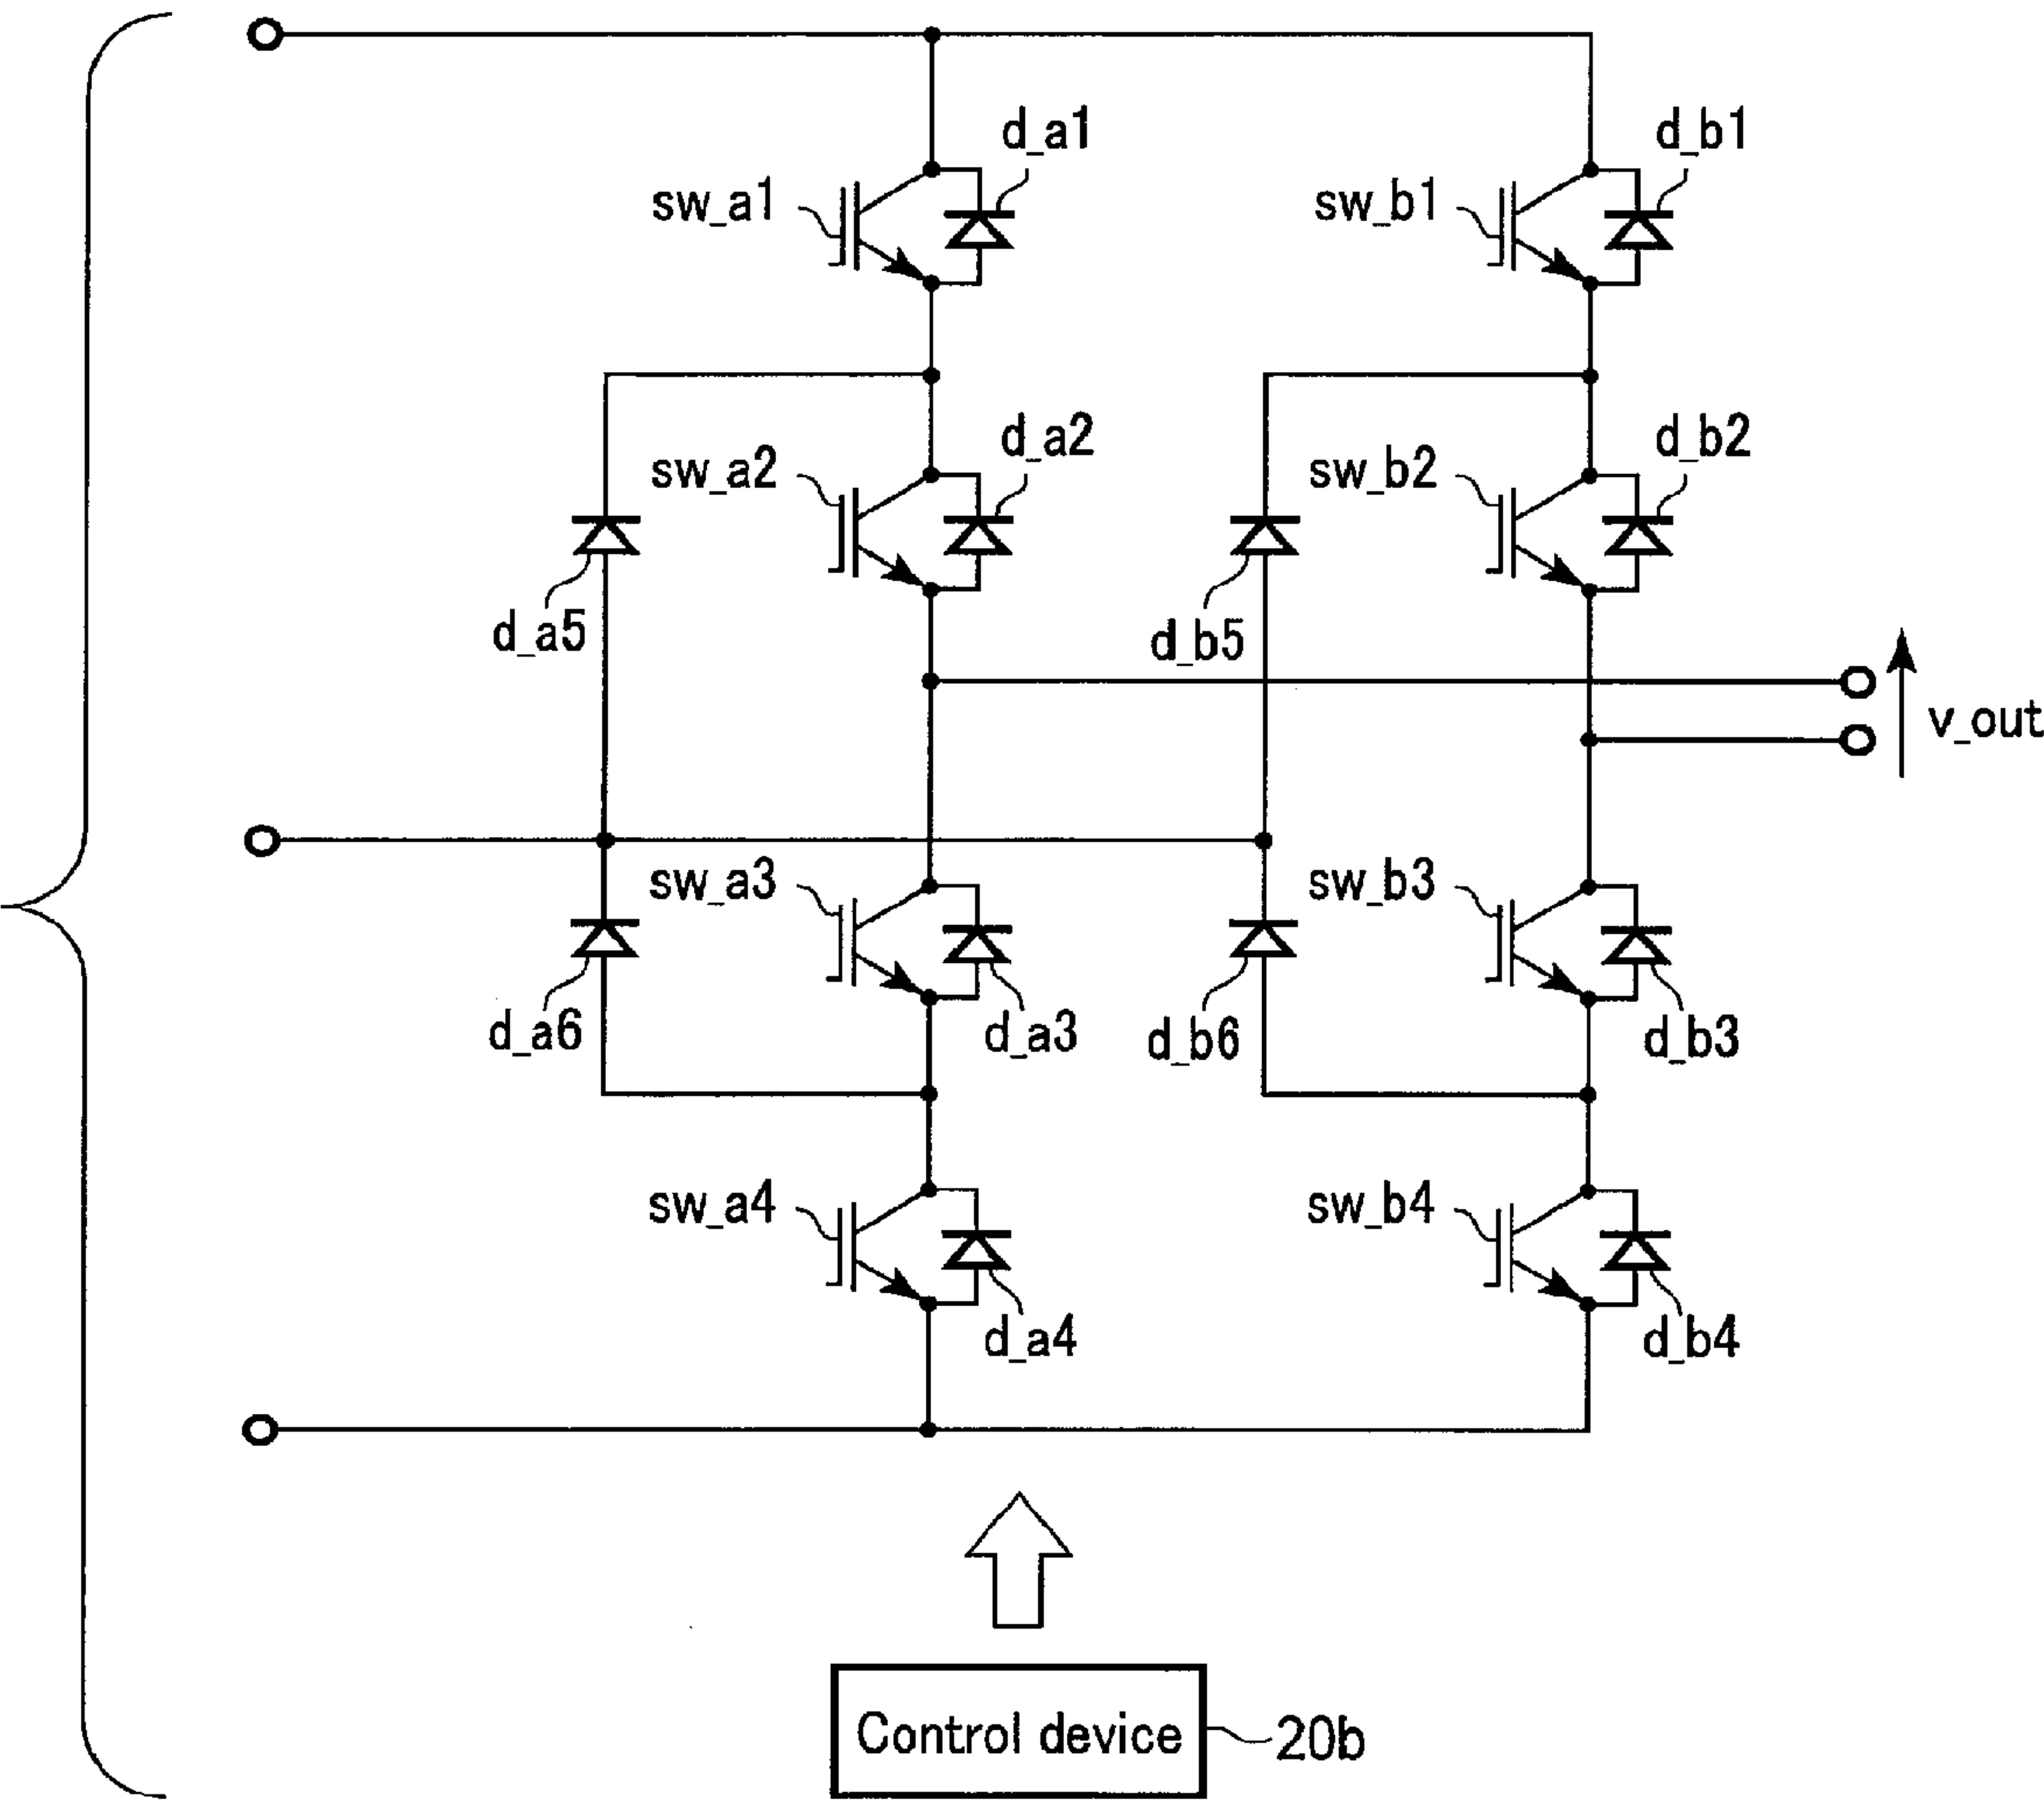 d_a1
d_b1
sw_a1
sw_b1
d_a2
d_b2
sw_a2
sw_b2
d_a5
d_b5
v_out
sw_a3
sw_b3
d_a6
d_a3
d_b6
d_b3
sw_a4
sw_b4
d_a4
d_b4
Control device
20b